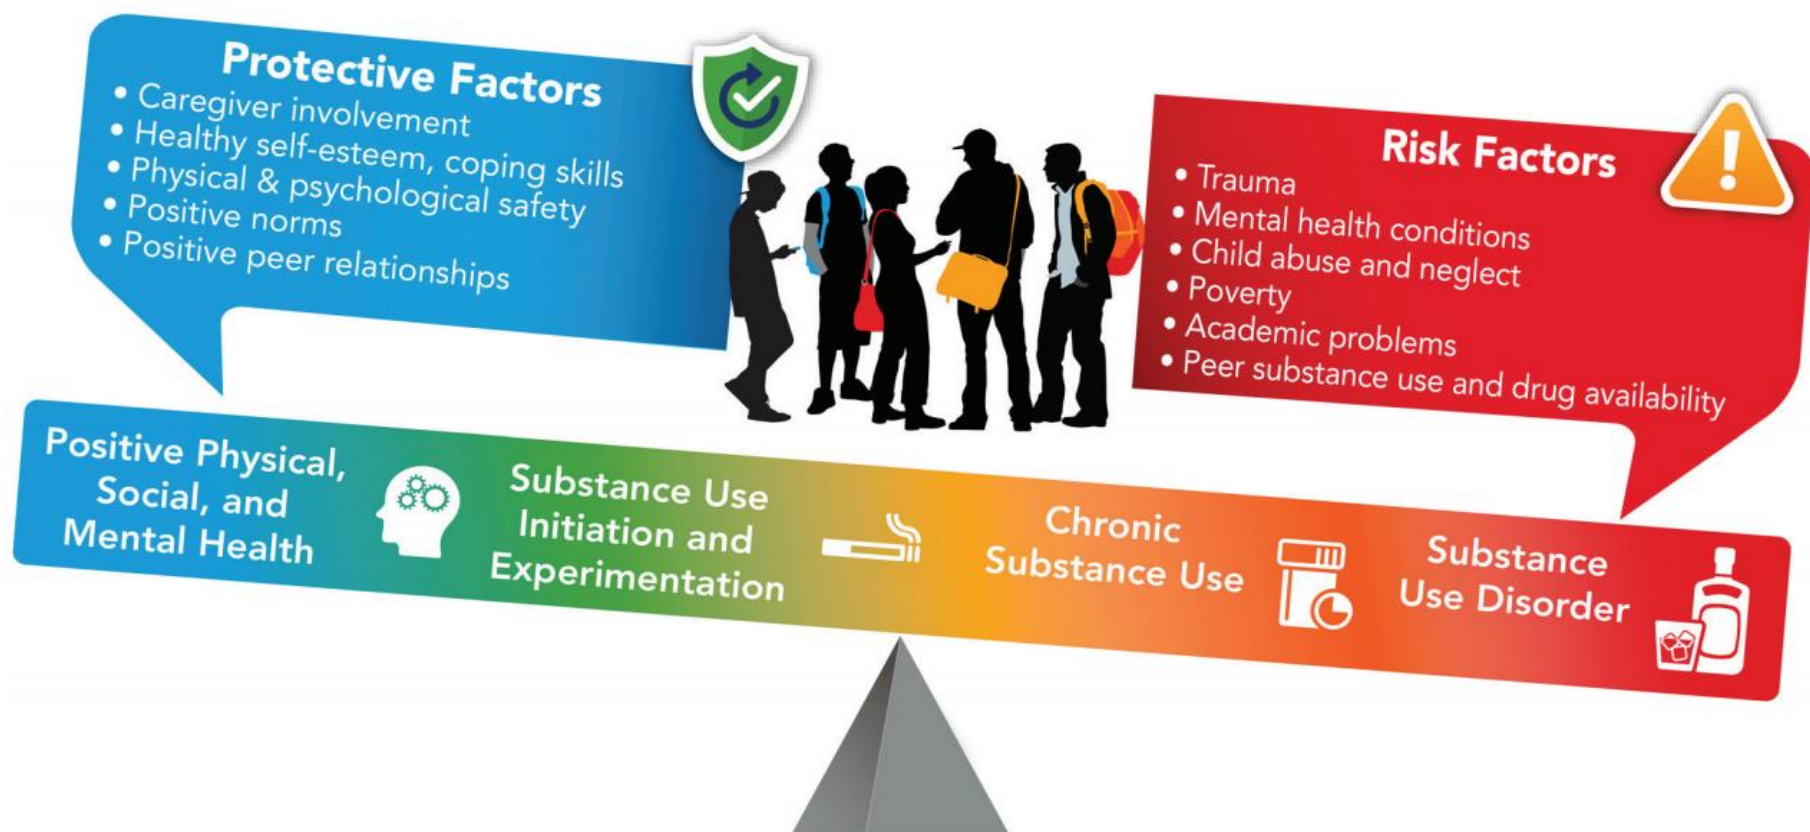 Protective Factors
• Caregiver involvement
• Healthy self-esteem, coping skills
• Physical & psychological safety
• Positive norms
• Positive peer relationships
Risk Factors
• Trauma
• Mental health conditions
• Child abuse and neglect
• Poverty
• Academic problems
• Peer substance use and drug availability
Positive Physical,
Social, and
Mental Health
Substance Use
Initiation and
Experimentation
Chronic
Substance Use
Substance
Use Disorder